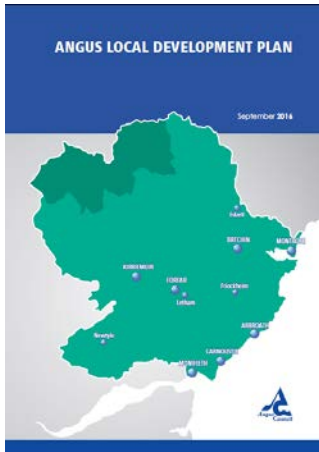 ANGUS LOCAL DEVELOPMENT PLAN
September 2016
Edzell
BRECHIN
MONTROSE
KIRRIEMUIR
FORFAR
Letham
Friockheim
Newtyle
ARBROATH
CARNOUSTIE
MONIFIETH
Angus
Council